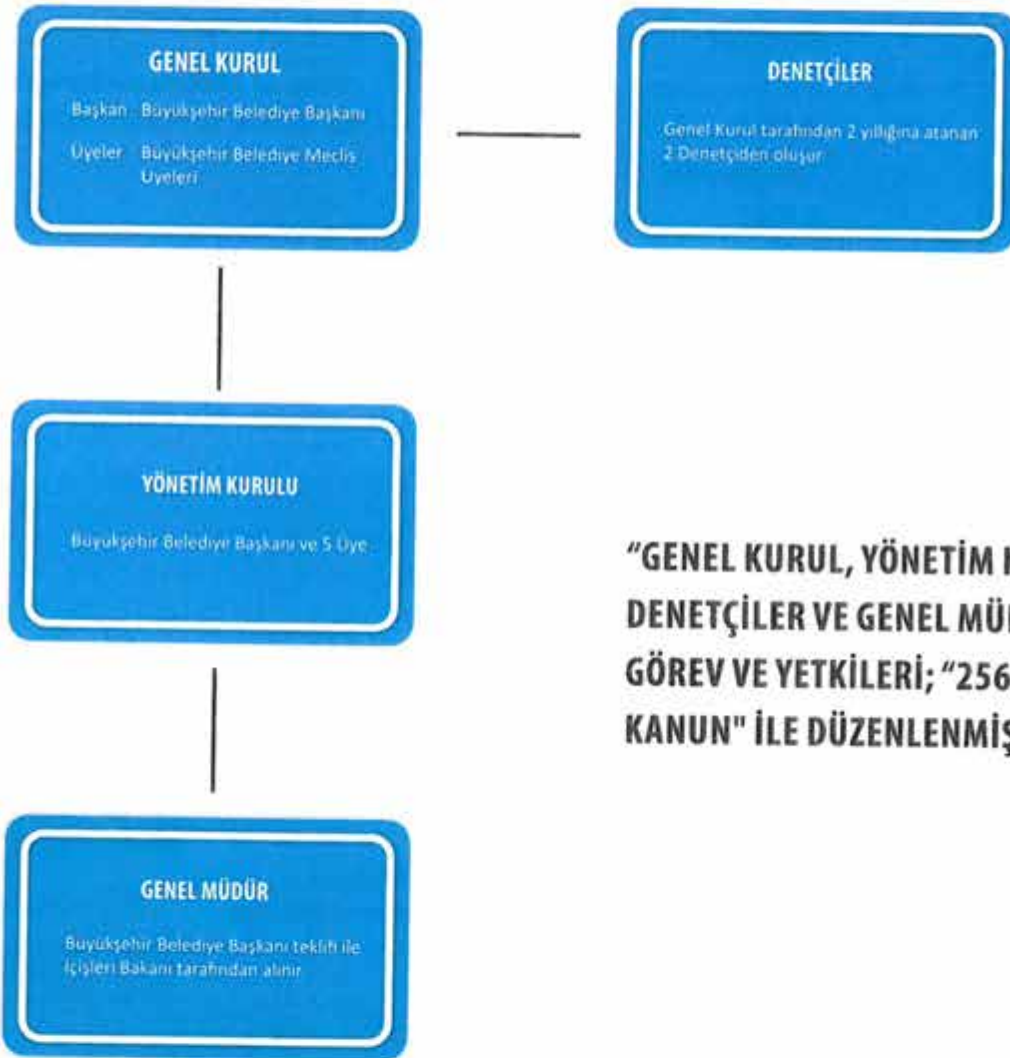 GENEL KURUL
Başkan Büyükşehir Belediye Başkanı
Üyeler Büyükşehir Belediye Meclis
Üyeleri
DENETÇİLER
Genel Kurul tarafından 2 yıllığına atanan
2 Denetçiden oluşur
YÖNETİM KURULU
Büyükşehir Belediye Başkanı ve 5 Üye
"GENEL KURUL, YÖNETİM
DENETÇİLER VE GENEL
GÖREV VE YETKİLERİ; "256
KANUN" İLE
GENEL MÜDÜR
Büyükşehir Belediye Başkanı teklifi ile
İçişleri Bakanı tarafından alınır